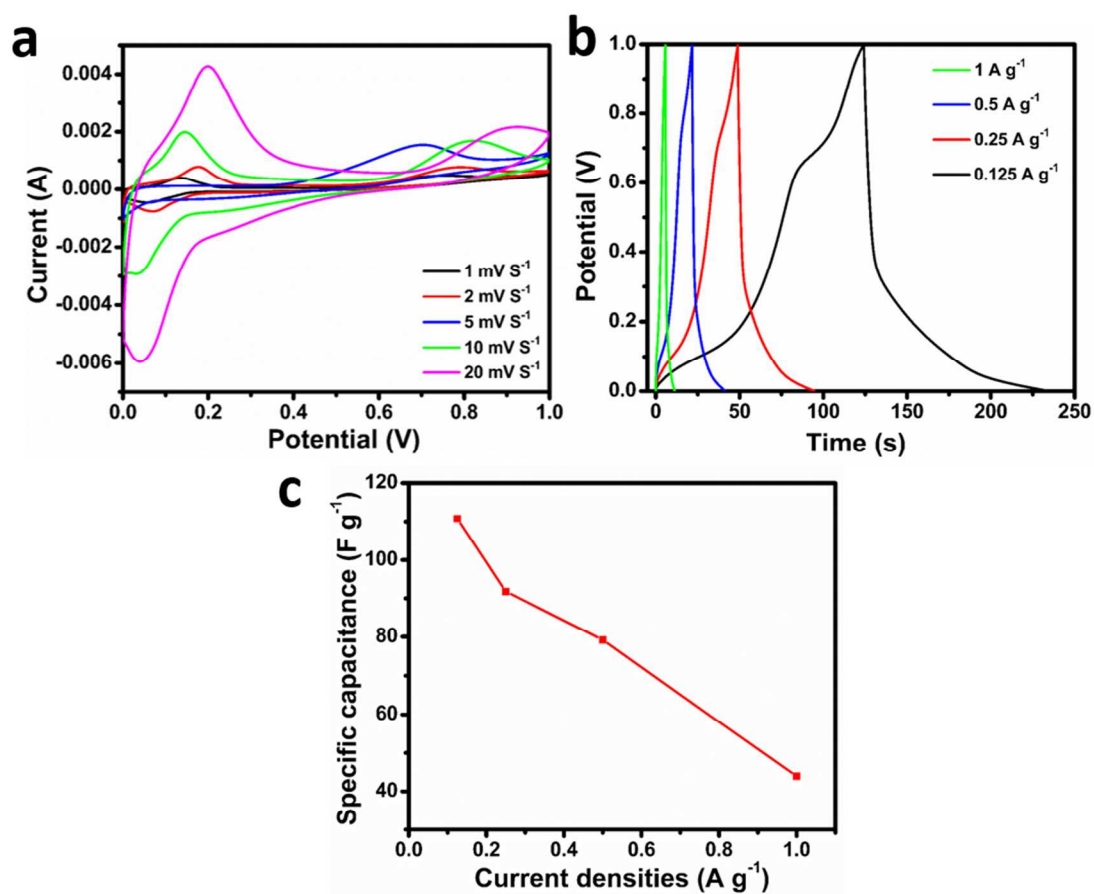 a
0.004
0.002
0.000
-0.002
-0.004
-0.006
Current (A)
1 mV S⁻¹
2 mV S⁻¹
5 mV S⁻¹
10 mV S⁻¹
20 mV S⁻¹
0.0 0.2 0.4 0.6 0.8 1.0
Potential (V)
b
1.0
0.8
0.6
0.4
0.2
0.0
Potential (V)
1 A g⁻¹
0.5 A g⁻¹
0.25 A g⁻¹
0.125 A g⁻¹
0 50 100 150 200 250
Time (s)
c
120
100
80
60
40
Specific capacitance (F g⁻¹)
0.0 0.2 0.4 0.6 0.8 1.0
Current densities (A g⁻¹)